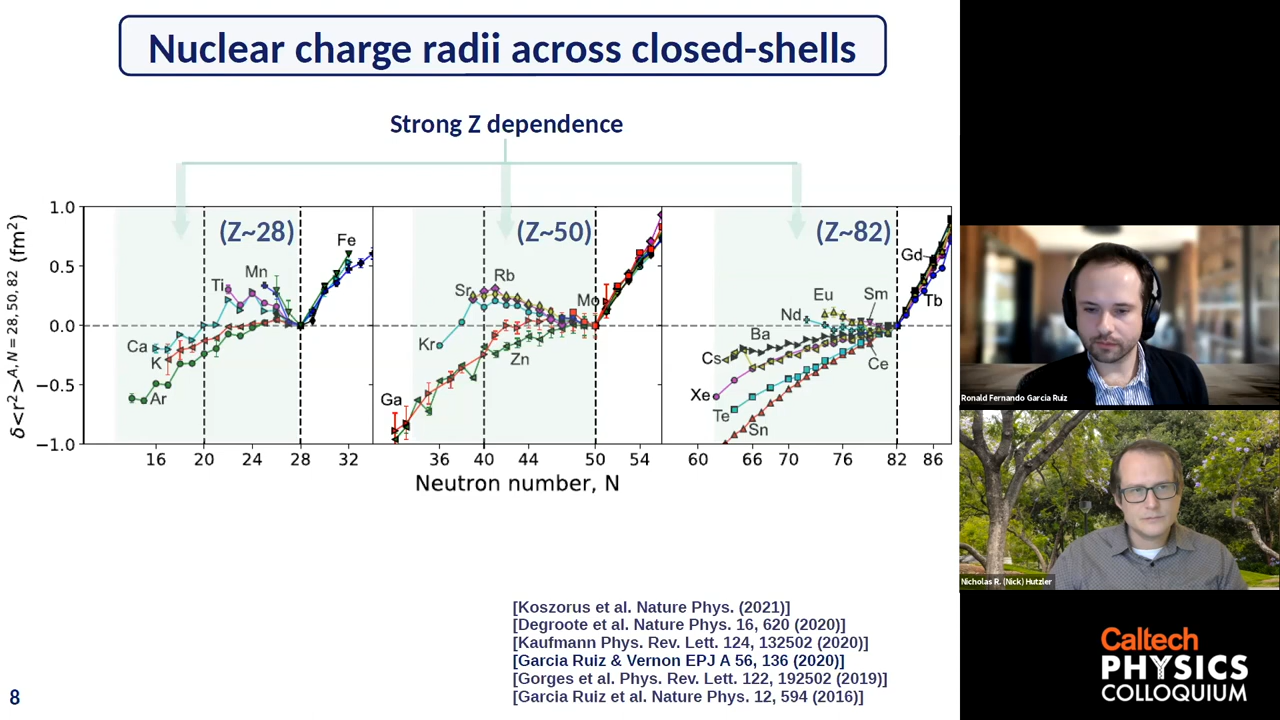 Nuclear charge radii across closed-shells
Strong Z dependence
δ<r²>^A, N = 28, 50, 82 (fm²)
1.0
0.5
0.0
−0.5
−1.0
(Z~28)
Fe
Mn
Ti
Ca
K
Ar
(Z~50)
Rb
Sr
Mo
Kr
Zn
Ga
(Z~82)
Gd
Tb
Eu
Sm
Nd
Ba
Cs
Ce
Xe
Te
Sn
16 20 24 28 32
36 40 44 50 54
60 66 70 76 82 86
Neutron number, N
[Koszorus et al. Nature Phys. (2021)]
[Degroote et al. Nature Phys. 16, 620 (2020)]
[Kaufmann Phys. Rev. Lett. 124, 132502 (2020)]
[Garcia Ruiz & Vernon EPJ A 56, 136 (2020)]
[Gorges et al. Phys. Rev. Lett. 122, 192502 (2019)]
[Garcia Ruiz et al. Nature Phys. 12, 594 (2016)]
8
Ronald Fernando Garcia Ruiz
Nicholas R. (Nick) Hutzler
Caltech
PHYSICS
COLLOQUIUM